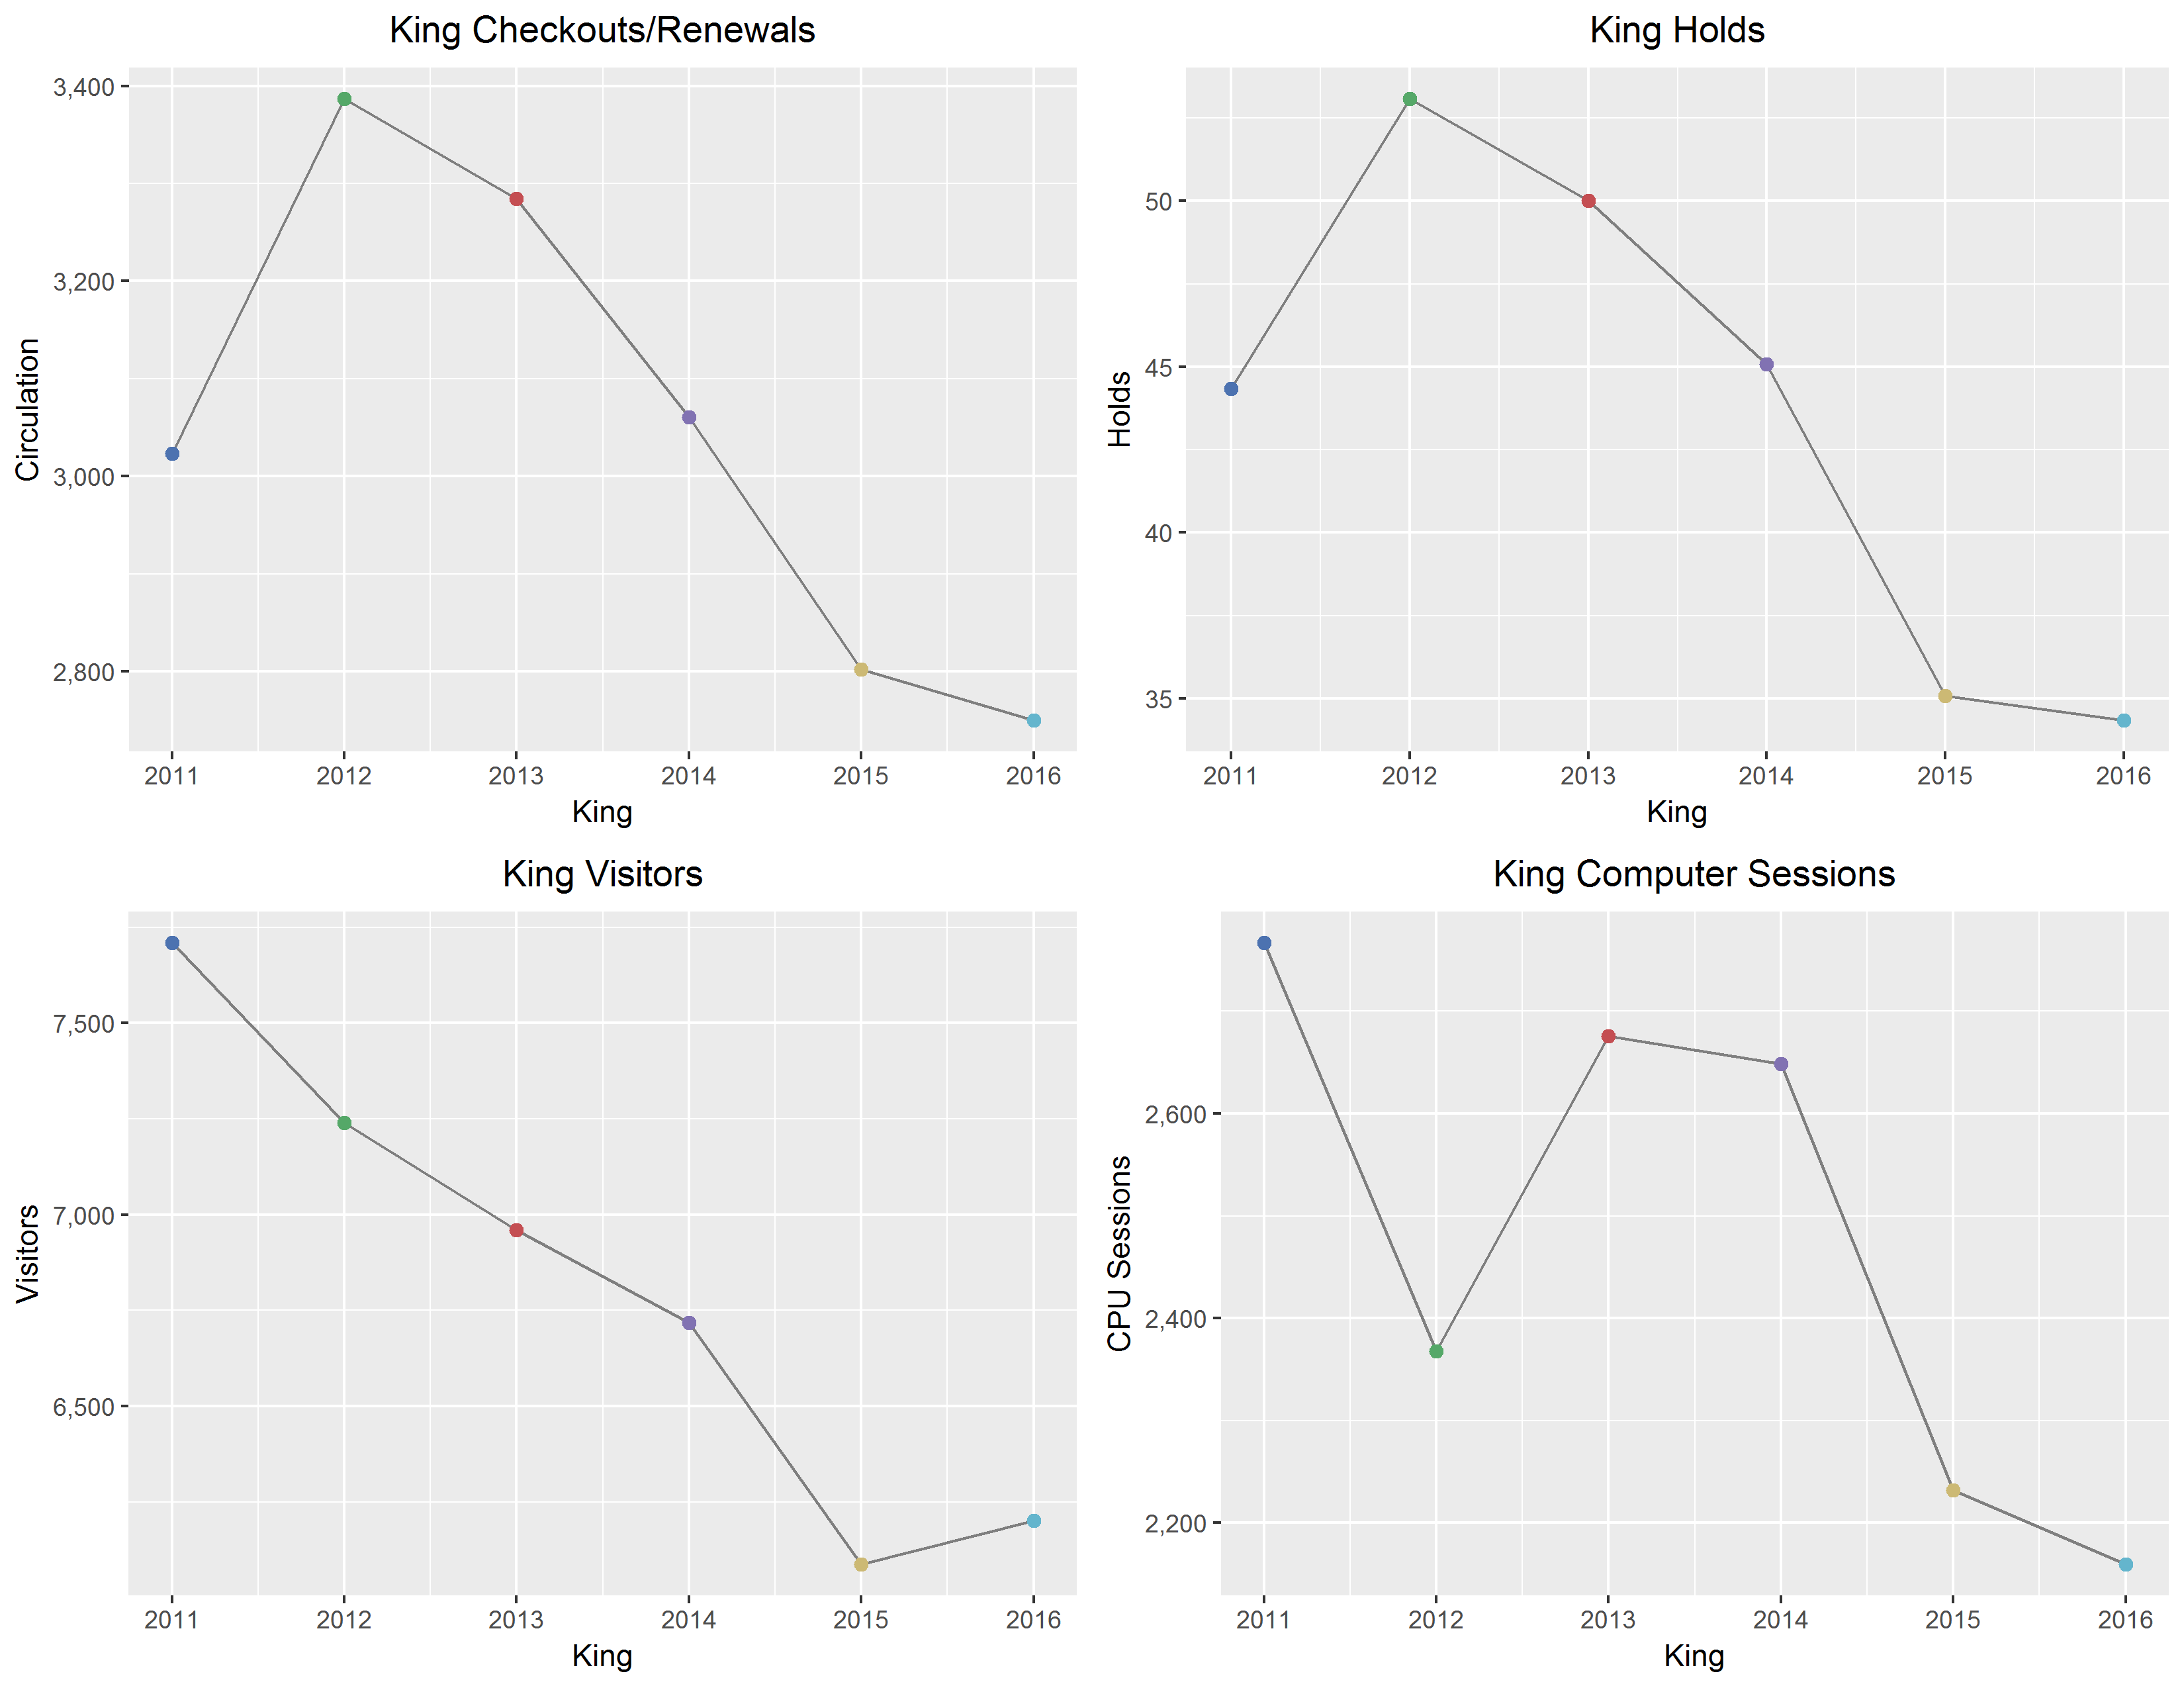 King Checkouts/Renewals
3,400
3,200
3,000
2,800
Circulation
2011 2012 2013 2014 2015 2016
King
King Holds
50
45
40
35
Holds
2011 2012 2013 2014 2015 2016
King
King Visitors
7,500
7,000
6,500
Visitors
2011 2012 2013 2014 2015 2016
King
King Computer Sessions
2,600
2,400
2,200
CPU Sessions
2011 2012 2013 2014 2015 2016
King